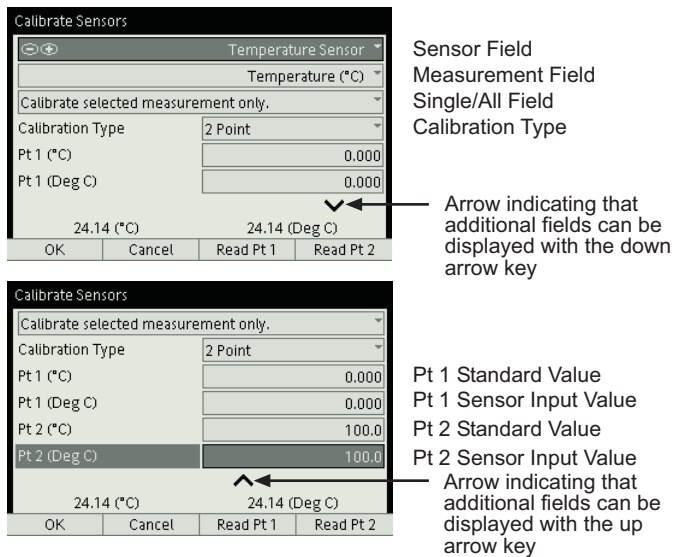 Calibrate Sensors
Temperature Sensor
Temperature (°C)
Calibrate selected measurement only.
Calibration Type 2 Point
Pt 1 (°C) 0.000
Pt 1 (Deg C) 0.000
24.14 (°C) 24.14 (Deg C)
OK Cancel Read Pt 1 Read Pt 2
Sensor Field
Measurement Field
Single/All Field
Calibration Type
Arrow indicating that
additional fields can be
displayed with the down
arrow key
Calibrate Sensors
Calibrate selected measurement only.
Calibration Type 2 Point
Pt 1 (°C) 0.000
Pt 1 (Deg C) 0.000
Pt 2 (°C) 100.0
Pt 2 (Deg C) 100.0
24.14 (°C) 24.14 (Deg C)
OK Cancel Read Pt 1 Read Pt 2
Pt 1 Standard Value
Pt 1 Sensor Input Value
Pt 2 Standard Value
Pt 2 Sensor Input Value
Arrow indicating that
additional fields can be
displayed with the up
arrow key